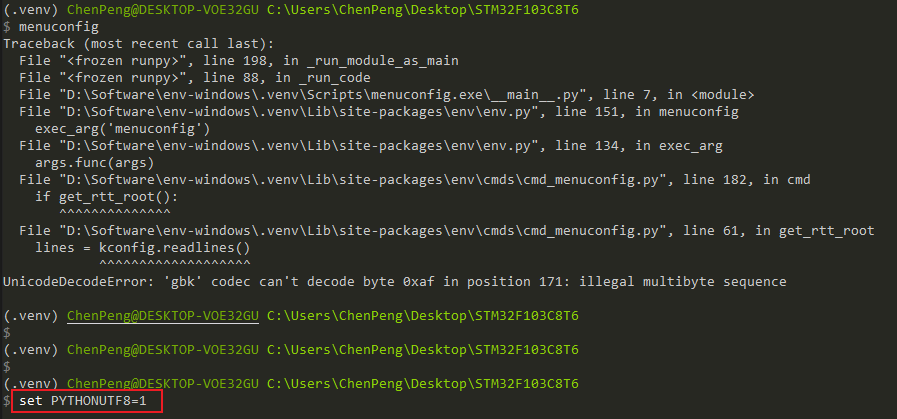 (.venv) ChenPeng@DESKTOP-VOE32GU C:\Users\ChenPeng\Desktop\STM32F103C8T6
$ menuconfig
Traceback (most recent call last):
  File "<frozen runpy>", line 198, in _run_module_as_main
  File "<frozen runpy>", line 88, in _run_code
  File "D:\Software\env-windows\.venv\Scripts\menuconfig.exe\__main__.py", line 7, in <module>
  File "D:\Software\env-windows\.venv\Lib\site-packages\env\env.py", line 151, in menuconfig
    exec_arg('menuconfig')
  File "D:\Software\env-windows\.venv\Lib\site-packages\env\env.py", line 134, in exec_arg
    args.func(args)
  File "D:\Software\env-windows\.venv\Lib\site-packages\env\cmds\cmd_menuconfig.py", line 182, in cmd
    if get_rtt_root():
       ^^^^^^^^^^^^^^
  File "D:\Software\env-windows\.venv\Lib\site-packages\env\cmds\cmd_menuconfig.py", line 61, in get_rtt_root
    lines = kconfig.readlines()
            ^^^^^^^^^^^^^^^^^^^
UnicodeDecodeError: 'gbk' codec can't decode byte 0xaf in position 171: illegal multibyte sequence
(.venv) ChenPeng@DESKTOP-VOE32GU C:\Users\ChenPeng\Desktop\STM32F103C8T6
$
(.venv) ChenPeng@DESKTOP-VOE32GU C:\Users\ChenPeng\Desktop\STM32F103C8T6
$
(.venv) ChenPeng@DESKTOP-VOE32GU C:\Users\ChenPeng\Desktop\STM32F103C8T6
$ set PYTHONUTF8=1